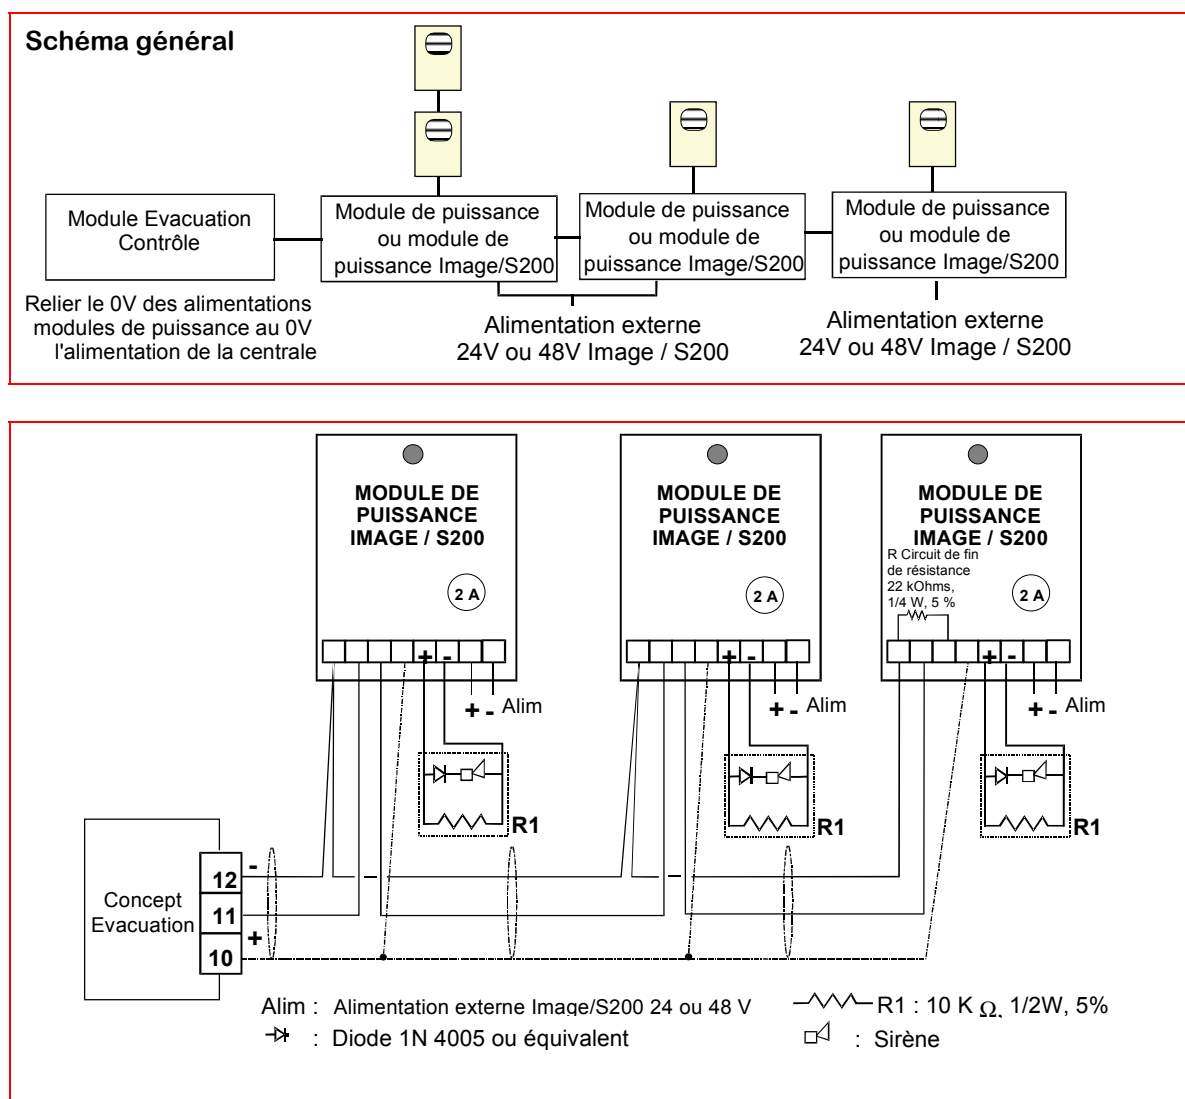 Schéma général
Module Evacuation
Contrôle
Module de puissance
ou module de
puissance Image/S200
Module de puissance
ou module de
puissance Image/S200
Module de puissance
ou module de
puissance Image/S200
Relier le 0V des alimentations
modules de puissance au 0V
l'alimentation de la centrale
Alimentation externe
24V ou 48V Image / S200
Alimentation externe
24V ou 48V Image / S200
MODULE DE
PUISSANCE
IMAGE / S200
2 A
+ -
+ - Alim
R1
MODULE DE
PUISSANCE
IMAGE / S200
2 A
+ -
+ - Alim
R1
MODULE DE
PUISSANCE
IMAGE / S200
R Circuit de fin
de résistance
22 kOhms,
1/4 W, 5 %
2 A
+ -
+ - Alim
R1
Concept
Evacuation
12 -
11
10 +
Alim : Alimentation externe Image/S200 24 ou 48 V
R1 : 10 K Ω, 1/2W, 5%
: Diode 1N 4005 ou équivalent
: Sirène